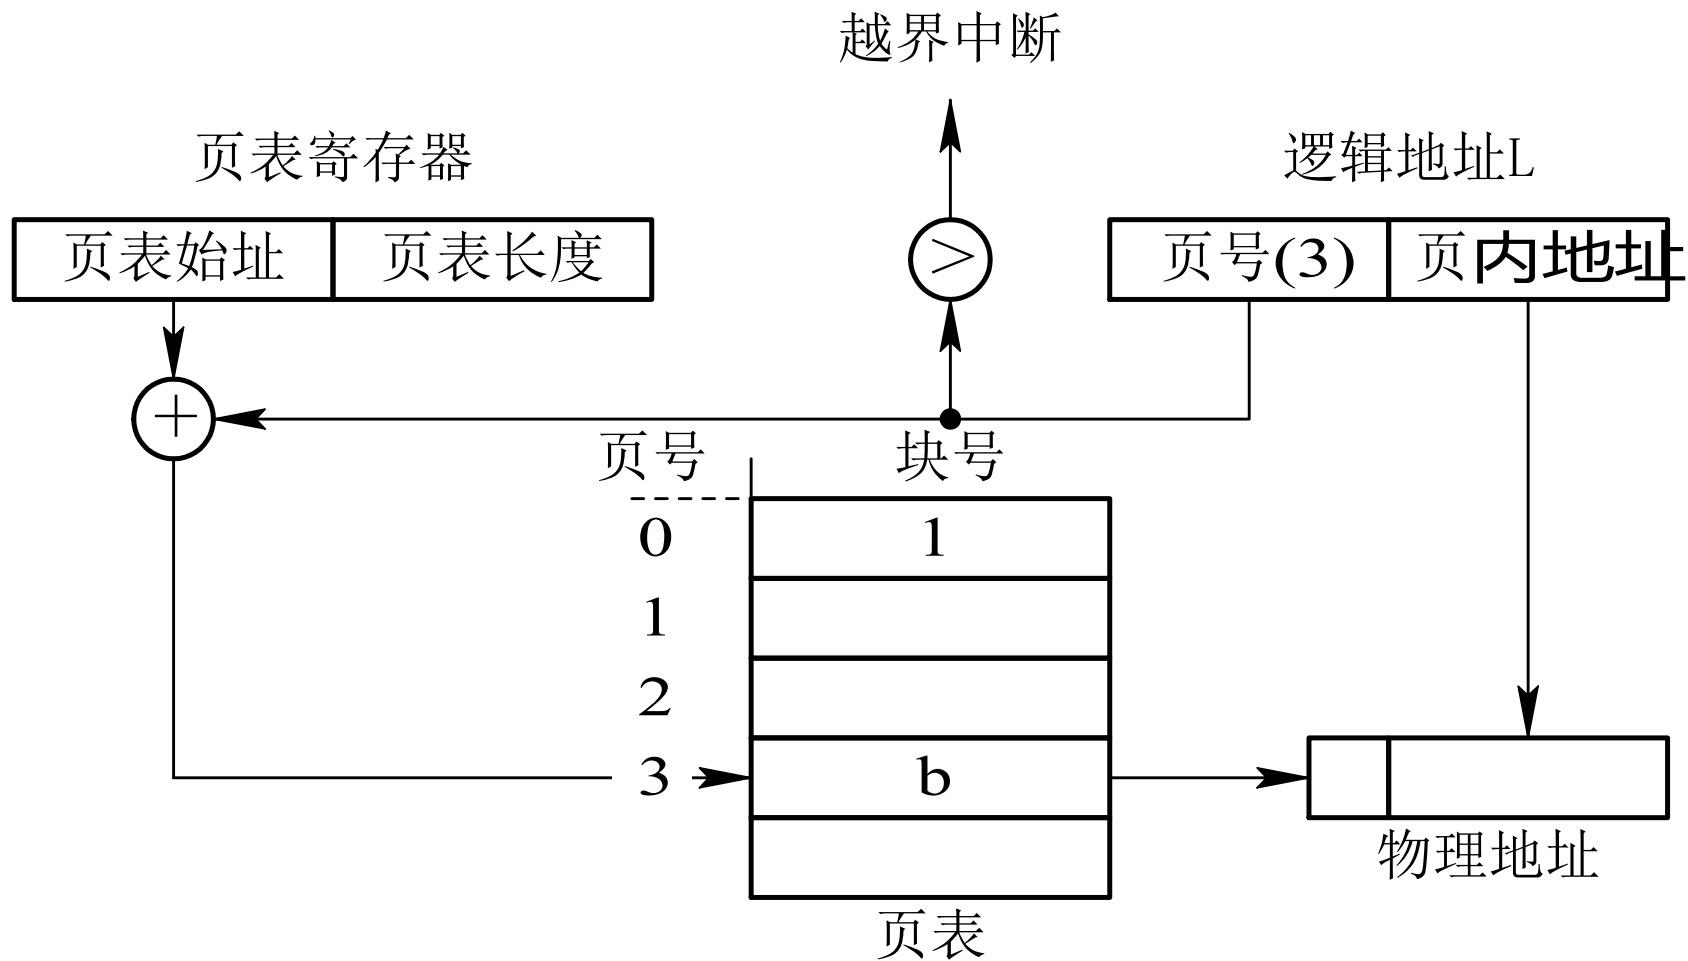 越界中断
页表寄存器
逻辑地址L
页表始址 页表长度
>
页号(3) 页内地址
+
页号 块号
0 1
1
2
3 b
物理地址
页表